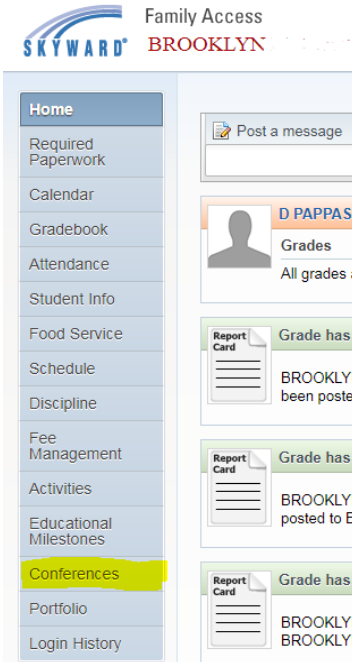 Family Access
SKYWARD®
BROOKLYN
Home
Required
Paperwork
Calendar
Gradebook
Attendance
Student Info
Food Service
Schedule
Discipline
Fee
Management
Activities
Educational
Milestones
Conferences
Portfolio
Login History
Post a message
D PAPPAS
Grades
All grades
Report
Card
Grade has
BROOKLY
been poste
Report
Card
Grade has
BROOKLY
posted to E
Report
Card
Grade has
BROOKLY
BROOKLY